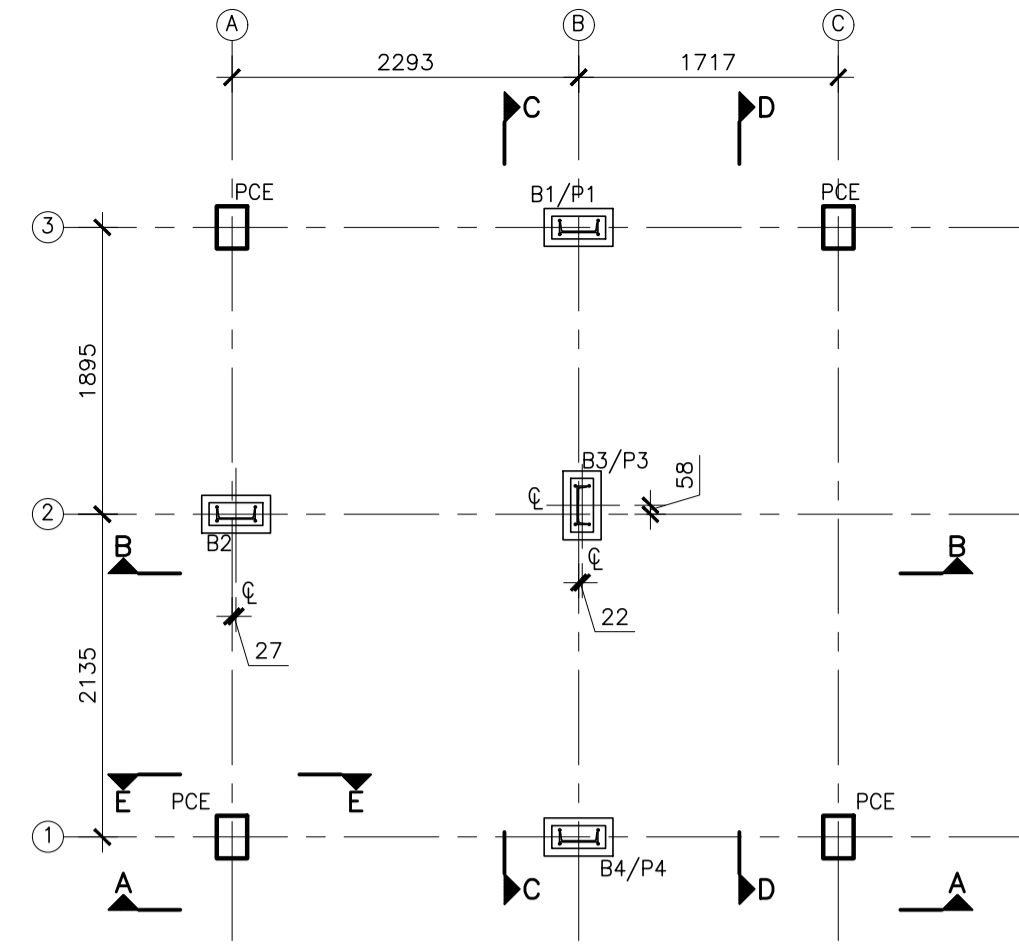 A B C
2293 1717
C D
PCE B1/P1 PCE
3
1895
B3/P3
58
℄
2
B2
B B
℄
℄
22
27
2135
E E
PCE PCE
1
B4/P4
A C D A